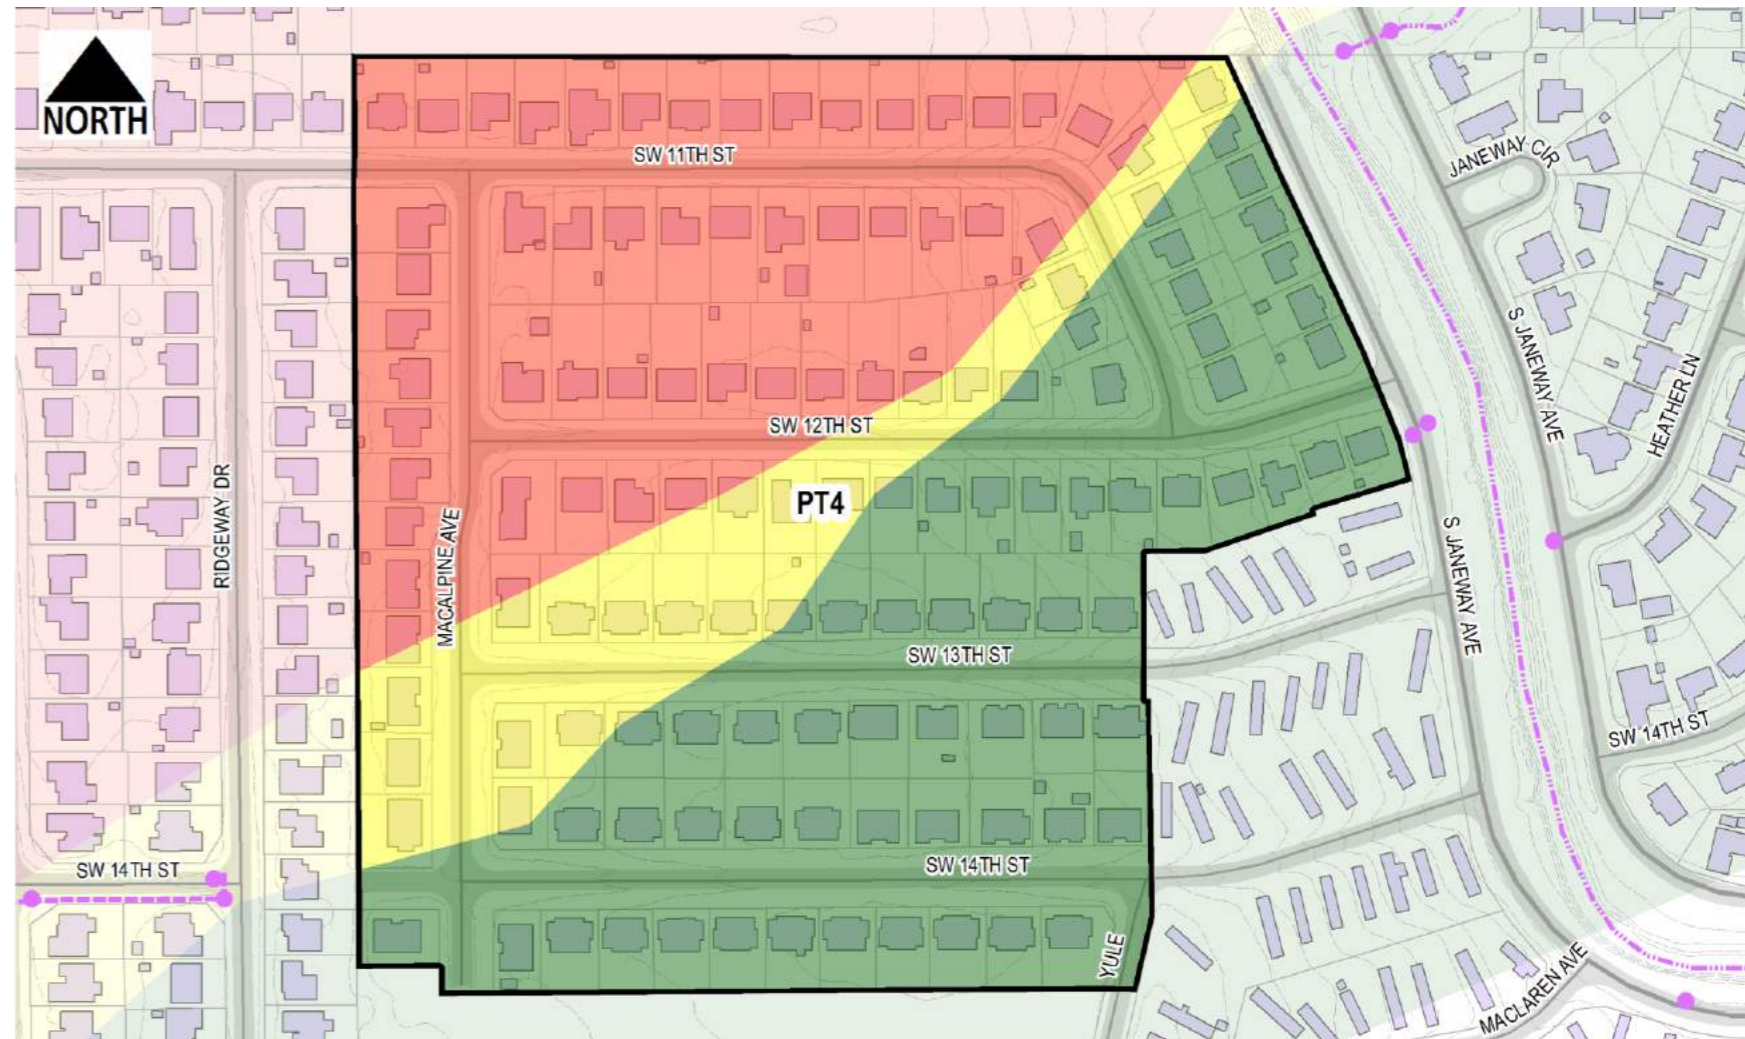 NORTH
SW 11TH ST
JANEWAY CIR
S JANEWAY AVE
HEATHER LN
SW 12TH ST
RIDGEWAY DR
MACALPINE AVE
PT4
S JANEWAY AVE
SW 13TH ST
SW 14TH ST
SW 14TH ST
SW 14TH ST
YULE
MACLAREN AVE